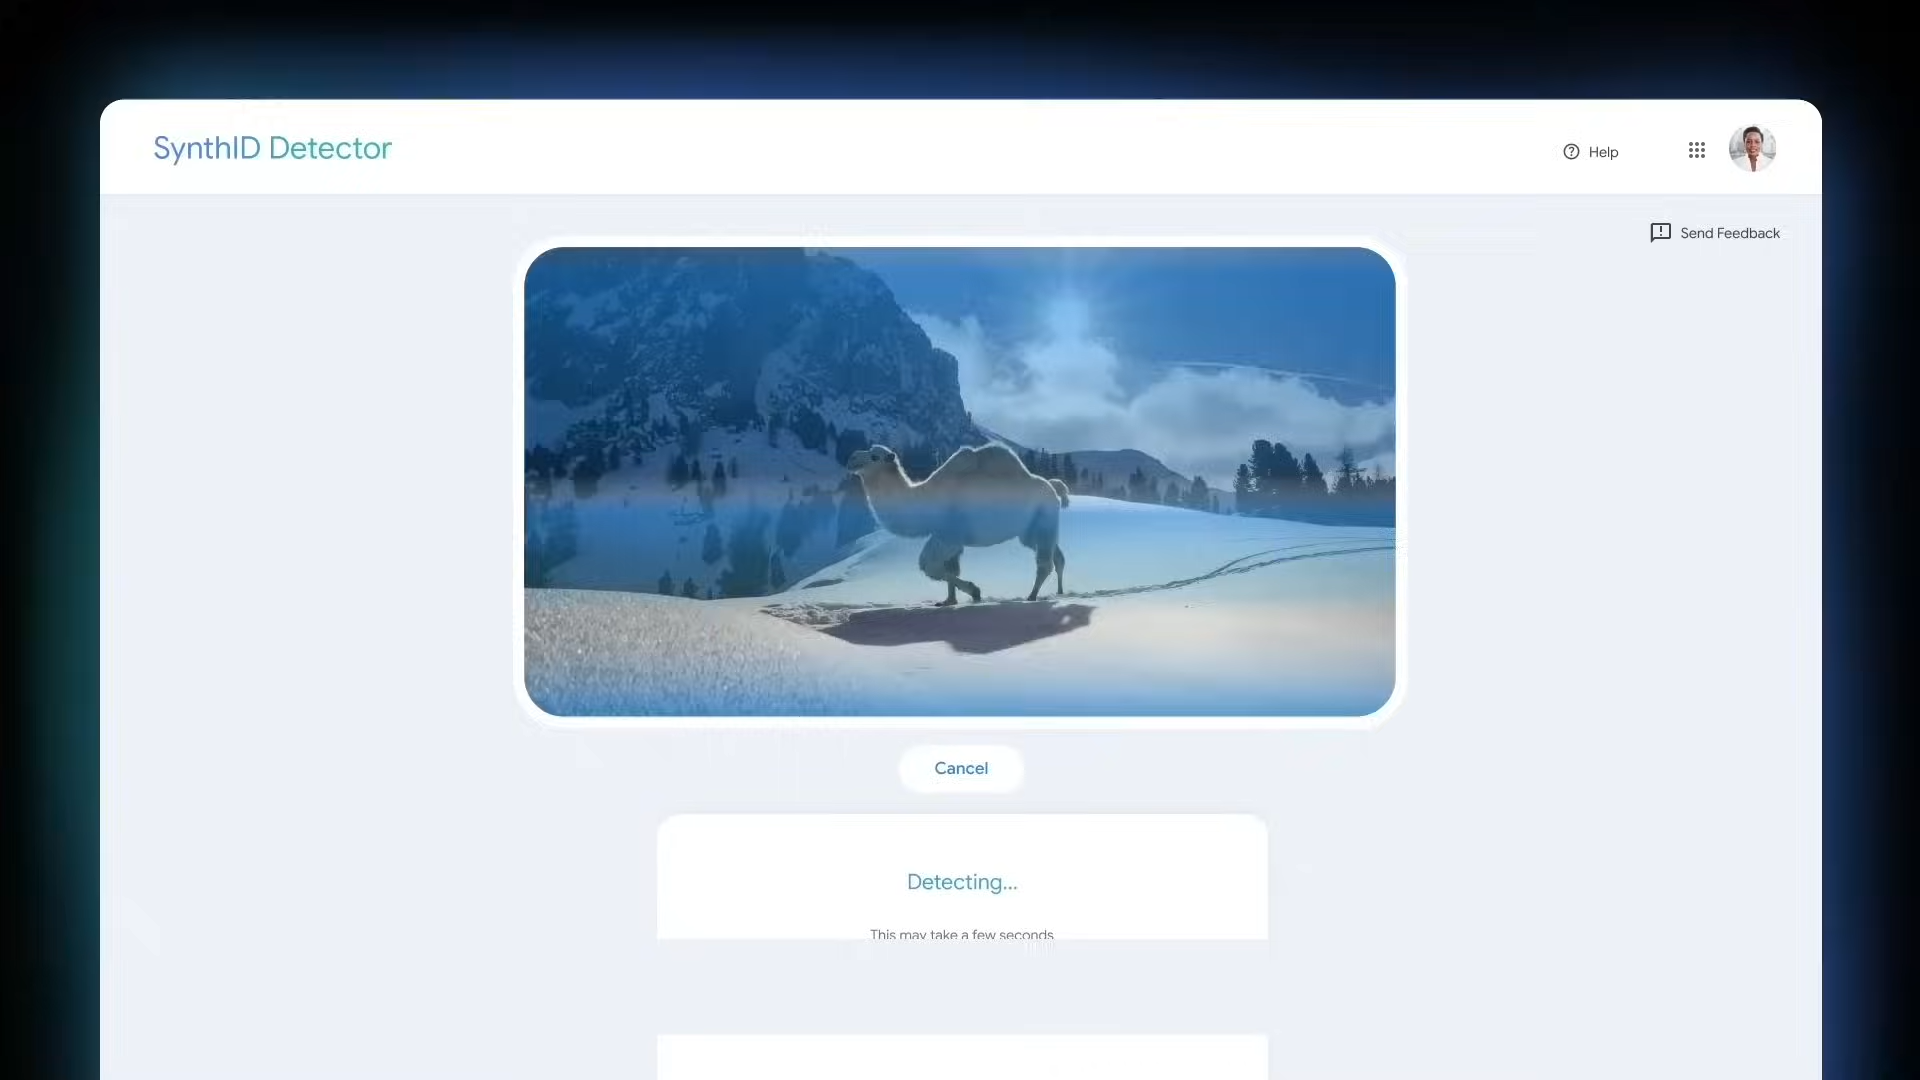 SynthID Detector
Help
Send Feedback
Cancel
Detecting...
This may take a few seconds